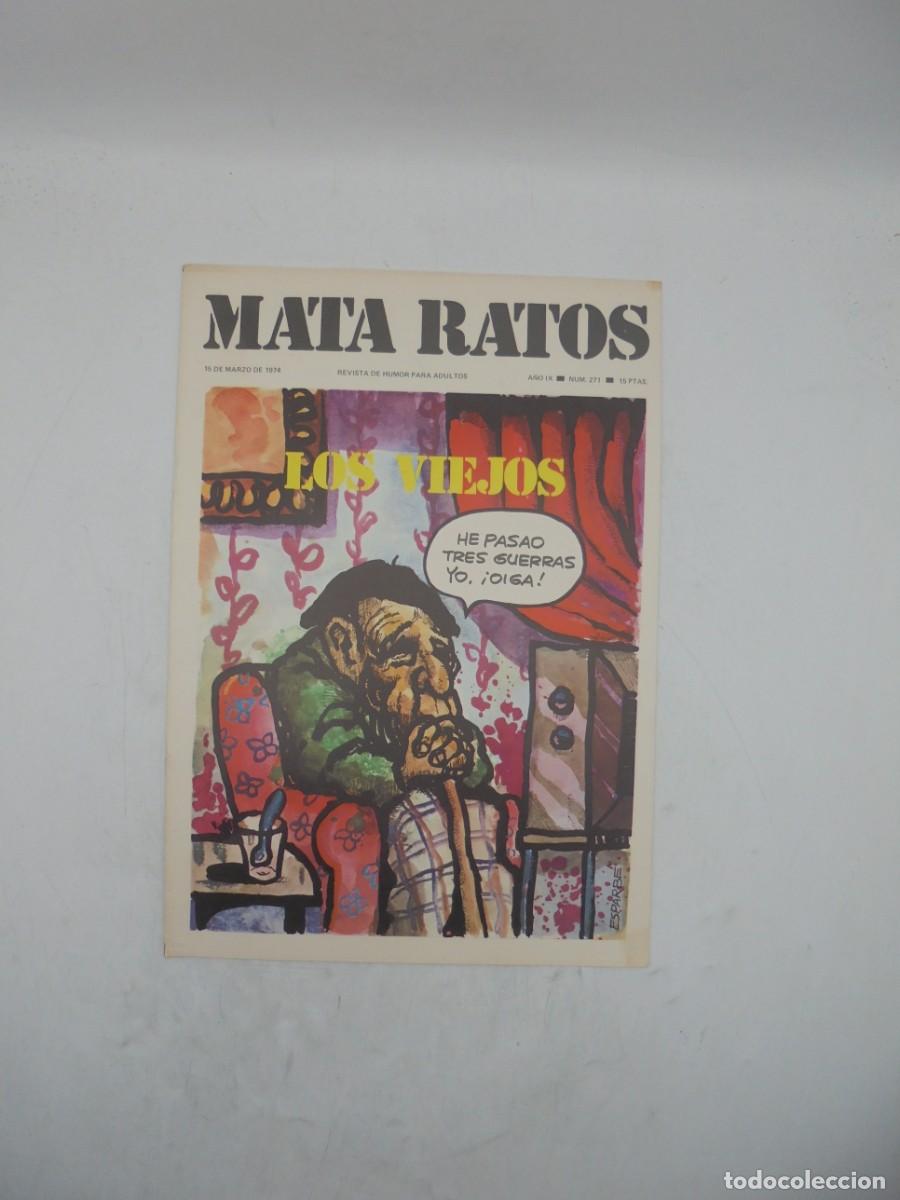 MATA RATOS
15 DE MARZO DE 1974 REVISTA DE HUMOR PARA ADULTOS AÑO IX ■ NUM. 271 ■ 15 PTAS.
LOS VIEJOS
HE PASAO
TRES GUERRAS
YO. ¡OIGA!
ESPARBÉ
todocoleccion